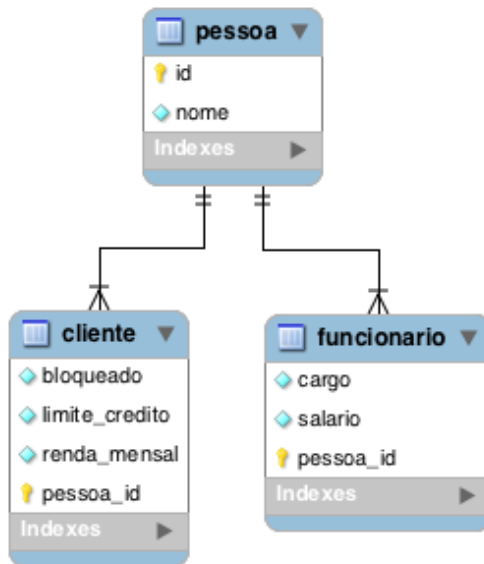 pessoa
id
nome
Indexes
cliente
bloqueado
limite_credito
renda_mensal
pessoa_id
Indexes
funcionario
cargo
salario
pessoa_id
Indexes